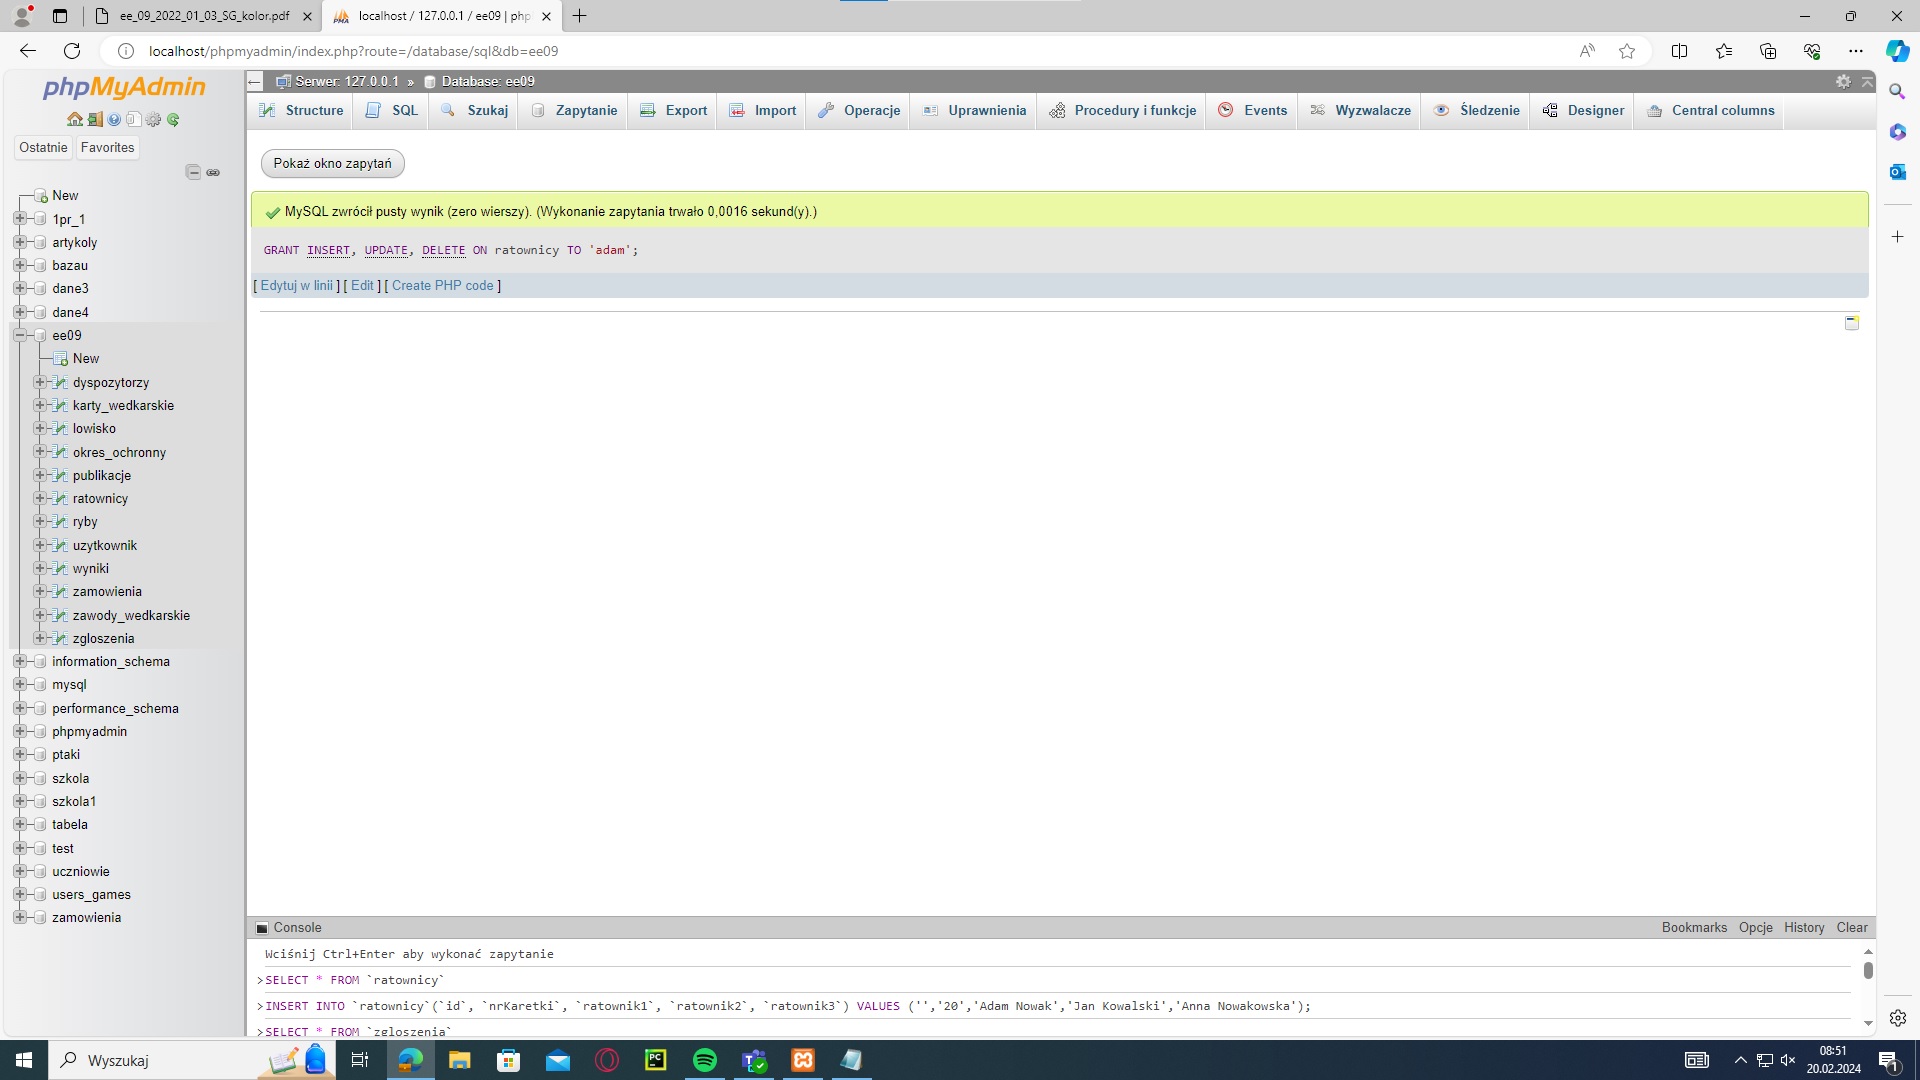 ee_09_2022_01_03_SG_kolor.pdf
localhost / 127.0.0.1 / ee09 | php
localhost/phpmyadmin/index.php?route=/database/sql&db=ee09
phpMyAdmin
Ostatnie Favorites
New
1pr_1
artykoly
bazau
dane3
dane4
ee09
New
dyspozytorzy
karty_wedkarskie
lowisko
okres_ochronny
publikacje
ratownicy
ryby
uzytkownik
wyniki
zamowienia
zawody_wedkarskie
zgloszenia
information_schema
mysql
performance_schema
phpmyadmin
ptaki
szkola
szkola1
tabela
test
uczniowie
users_games
zamowienia
Serwer: 127.0.0.1 » Database: ee09
Structure SQL Szukaj Zapytanie Export Import Operacje Uprawnienia Procedury i funkcje Events Wyzwalacze Śledzenie Designer Central columns
Pokaż okno zapytań
MySQL zwrócił pusty wynik (zero wierszy). (Wykonanie zapytania trwało 0,0016 sekund(y).)
GRANT INSERT, UPDATE, DELETE ON ratownicy TO 'adam';
[ Edytuj w linii ] [ Edit ] [ Create PHP code ]
Console Bookmarks Opcje History Clear
Wciśnij Ctrl+Enter aby wykonać zapytanie
>SELECT * FROM `ratownicy`
>INSERT INTO `ratownicy`(`id`, `nrKaretki`, `ratownik1`, `ratownik2`, `ratownik3`) VALUES ('','20','Adam Nowak','Jan Kowalski','Anna Nowakowska');
>SELECT * FROM `zgloszenia`
Wyszukaj
PC
08:51
20.02.2024
1